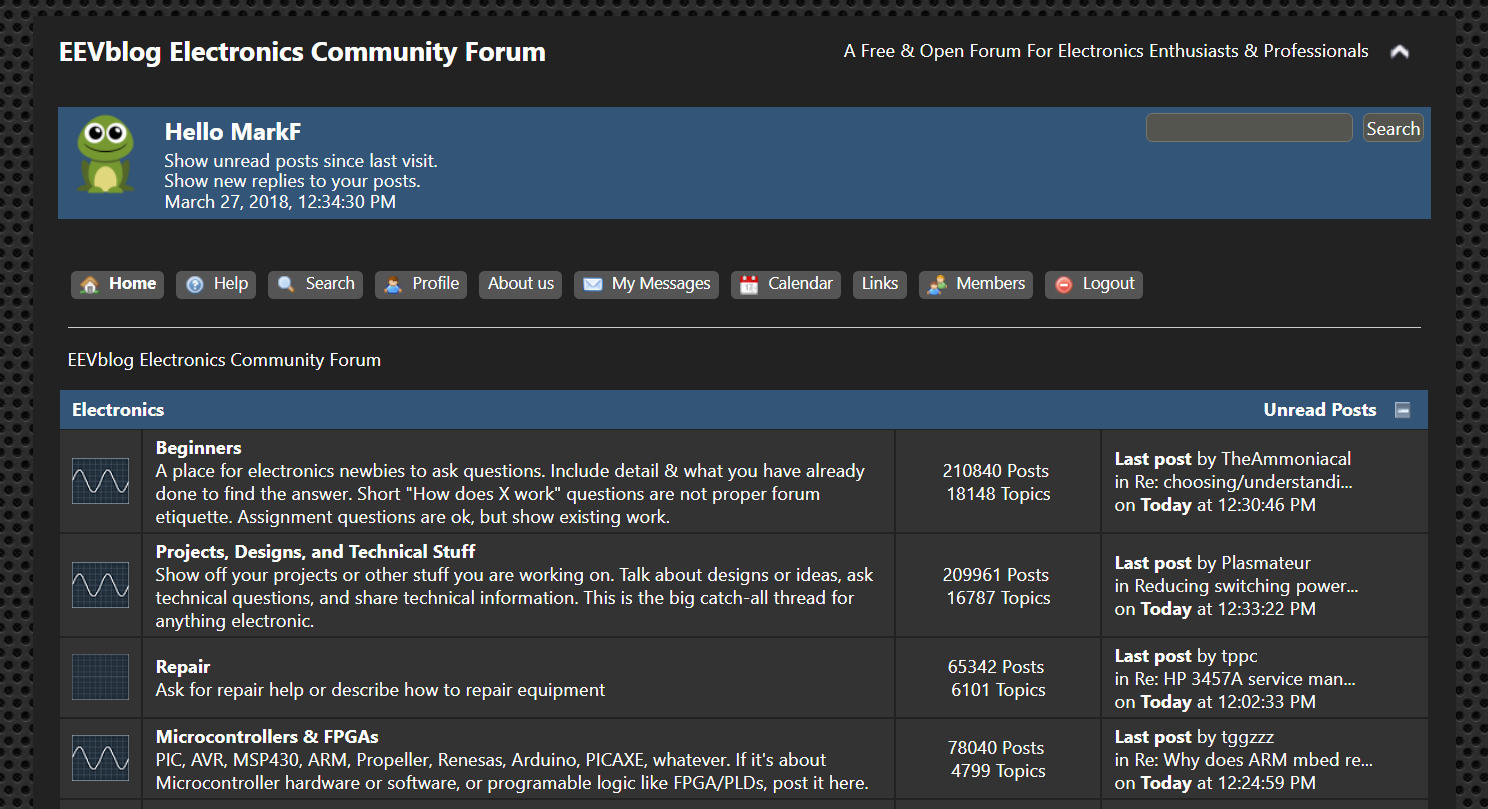 EEVblog Electronics Community Forum
A Free & Open Forum For Electronics Enthusiasts & Professionals
Hello MarkF
Search
Show unread posts since last visit.
Show new replies to your posts.
March 27, 2018, 12:34:30 PM
Home Help Search Profile About us My Messages Calendar Links Members Logout
EEVblog Electronics Community Forum
Electronics
Unread Posts
Beginners
A place for electronics newbies to ask questions. Include detail & what you have already
done to find the answer. Short "How does X work" questions are not proper forum
etiquette. Assignment questions are ok, but show existing work.
210840 Posts
18148 Topics
Last post by TheAmmoniacal
in Re: choosing/understandi...
on Today at 12:30:46 PM
Projects, Designs, and Technical Stuff
Show off your projects or other stuff you are working on. Talk about designs or ideas, ask
technical questions, and share technical information. This is the big catch-all thread for
anything electronic.
209961 Posts
16787 Topics
Last post by Plasmateur
in Reducing switching power...
on Today at 12:33:22 PM
Repair
Ask for repair help or describe how to repair equipment
65342 Posts
6101 Topics
Last post by tppc
in Re: HP 3457A service man...
on Today at 12:02:33 PM
Microcontrollers & FPGAs
PIC, AVR, MSP430, ARM, Propeller, Renesas, Arduino, PICAXE, whatever. If it's about
Microcontroller hardware or software, or programable logic like FPGA/PLDs, post it here.
78040 Posts
4799 Topics
Last post by tggzzz
in Re: Why does ARM mbed re...
on Today at 12:24:59 PM